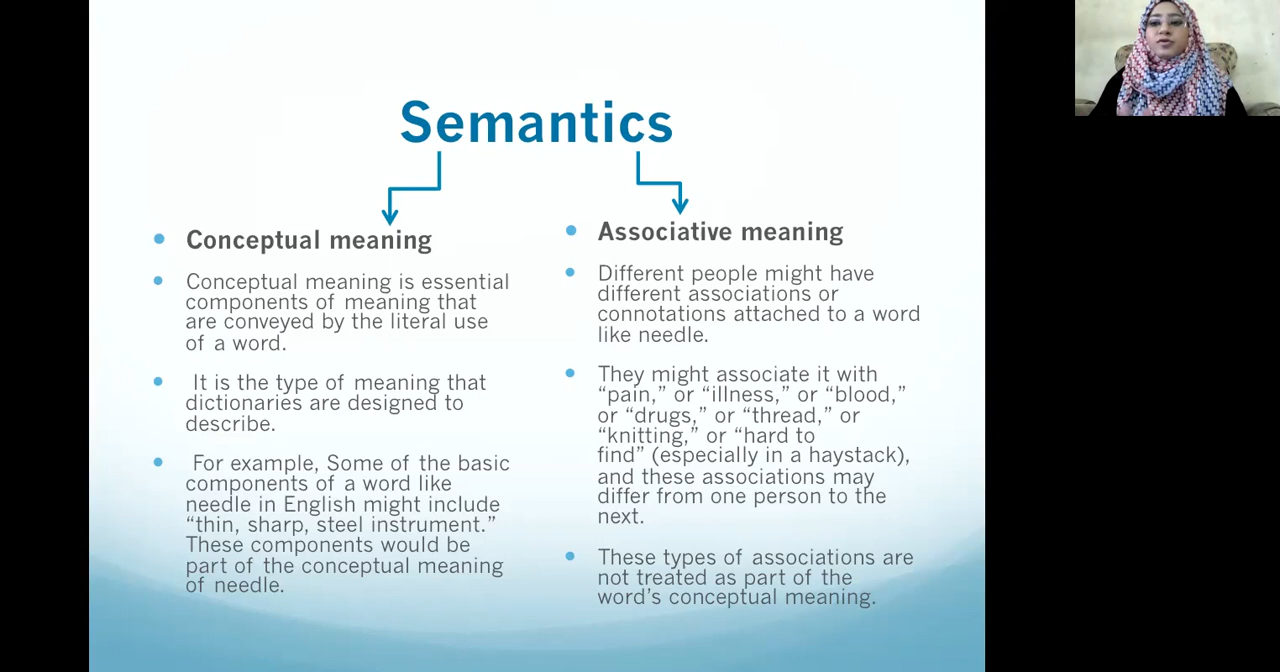 Semantics
Conceptual meaning
Conceptual meaning is essential
components of meaning that
are conveyed by the literal use
of a word.
It is the type of meaning that
dictionaries are designed to
describe.
For example, Some of the basic
components of a word like
needle in English might include
“thin, sharp, steel instrument.”
These components would be
part of the conceptual meaning
of needle.
Associative meaning
Different people might have
different associations or
connotations attached to a word
like needle.
They might associate it with
“pain,” or “illness,” or “blood,”
or “drugs,” or “thread,” or
“knitting,” or “hard to
find” (especially in a haystack),
and these associations may
differ from one person to the
next.
These types of associations are
not treated as part of the
word’s conceptual meaning.